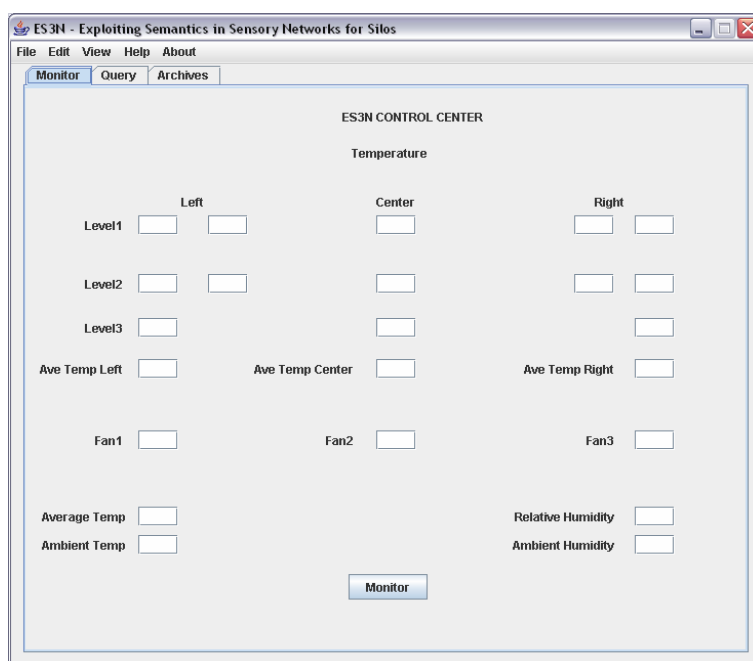 ES3N - Exploiting Semantics in Sensory Networks for Silos
File Edit View Help About
Monitor Query Archives
ES3N CONTROL CENTER
Temperature
Left Center Right
Level1
Level2
Level3
Ave Temp Left Ave Temp Center Ave Temp Right
Fan1 Fan2 Fan3
Average Temp Relative Humidity
Ambient Temp Ambient Humidity
Monitor